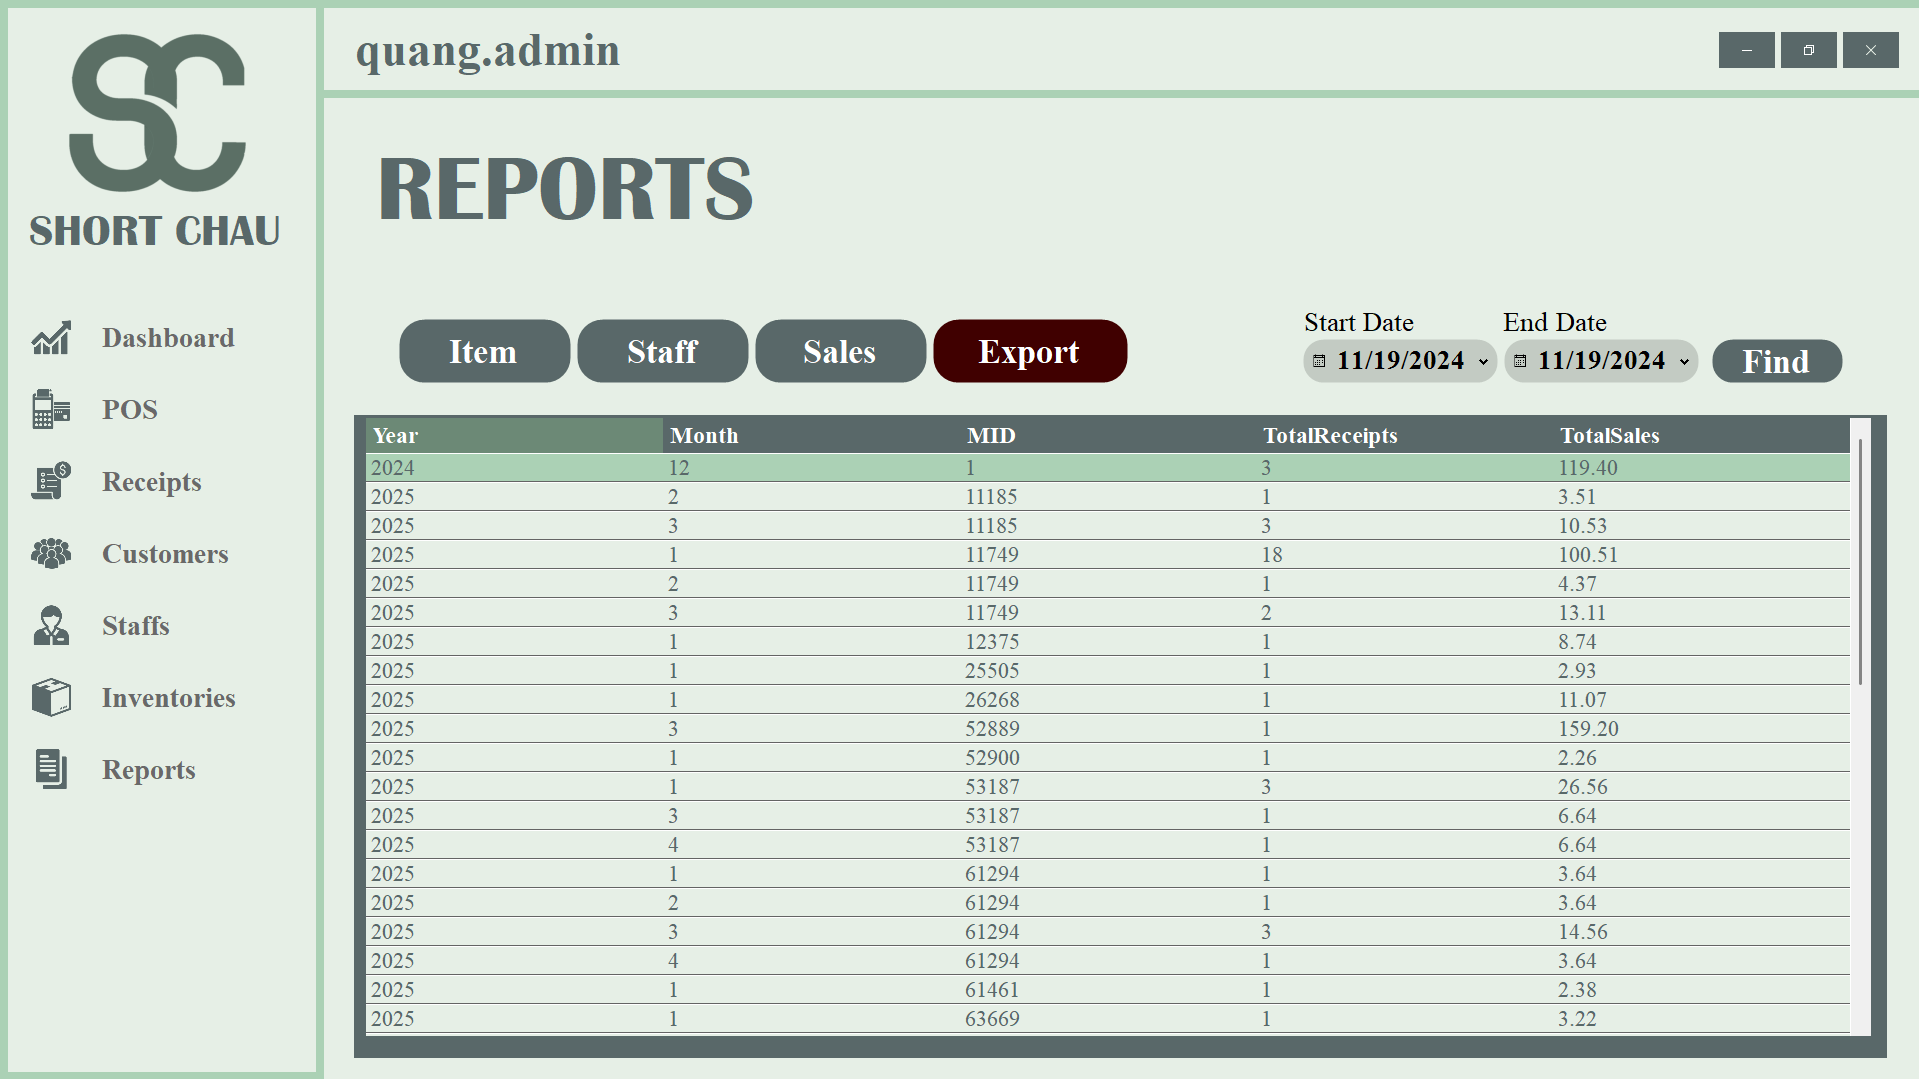 SC
SHORT CHAU
Dashboard
POS
Receipts
Customers
Staffs
Inventories
Reports
quang.admin
REPORTS
Item Staff Sales Export
Start Date End Date
11/19/2024 11/19/2024 Find
Year Month MID TotalReceipts TotalSales
2024 12 1 3 119.40
2025 2 11185 1 3.51
2025 3 11185 3 10.53
2025 1 11749 18 100.51
2025 2 11749 1 4.37
2025 3 11749 2 13.11
2025 1 12375 1 8.74
2025 1 25505 1 2.93
2025 1 26268 1 11.07
2025 3 52889 1 159.20
2025 1 52900 1 2.26
2025 1 53187 3 26.56
2025 3 53187 1 6.64
2025 4 53187 1 6.64
2025 1 61294 1 3.64
2025 2 61294 1 3.64
2025 3 61294 3 14.56
2025 4 61294 1 3.64
2025 1 61461 1 2.38
2025 1 63669 1 3.22